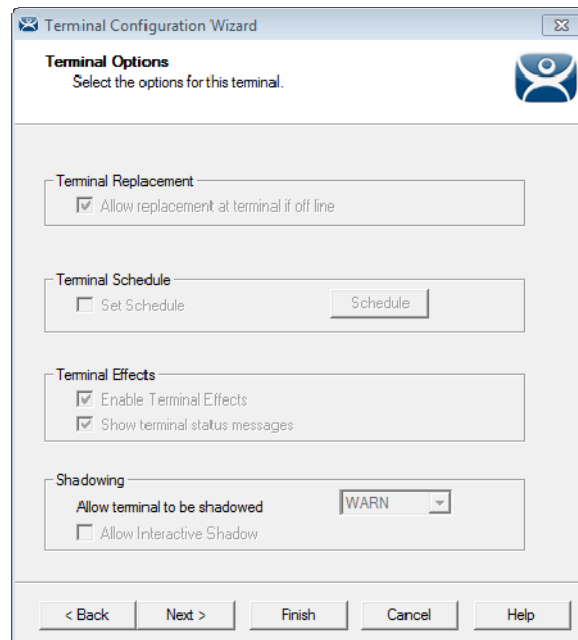 Terminal Configuration Wizard
Terminal Options
Select the options for this terminal.
Terminal Replacement
Allow replacement at terminal if off line
Terminal Schedule
Set Schedule
Schedule
Terminal Effects
Enable Terminal Effects
Show terminal status messages
Shadowing
Allow terminal to be shadowed
WARN
Allow Interactive Shadow
< Back Next > Finish Cancel Help